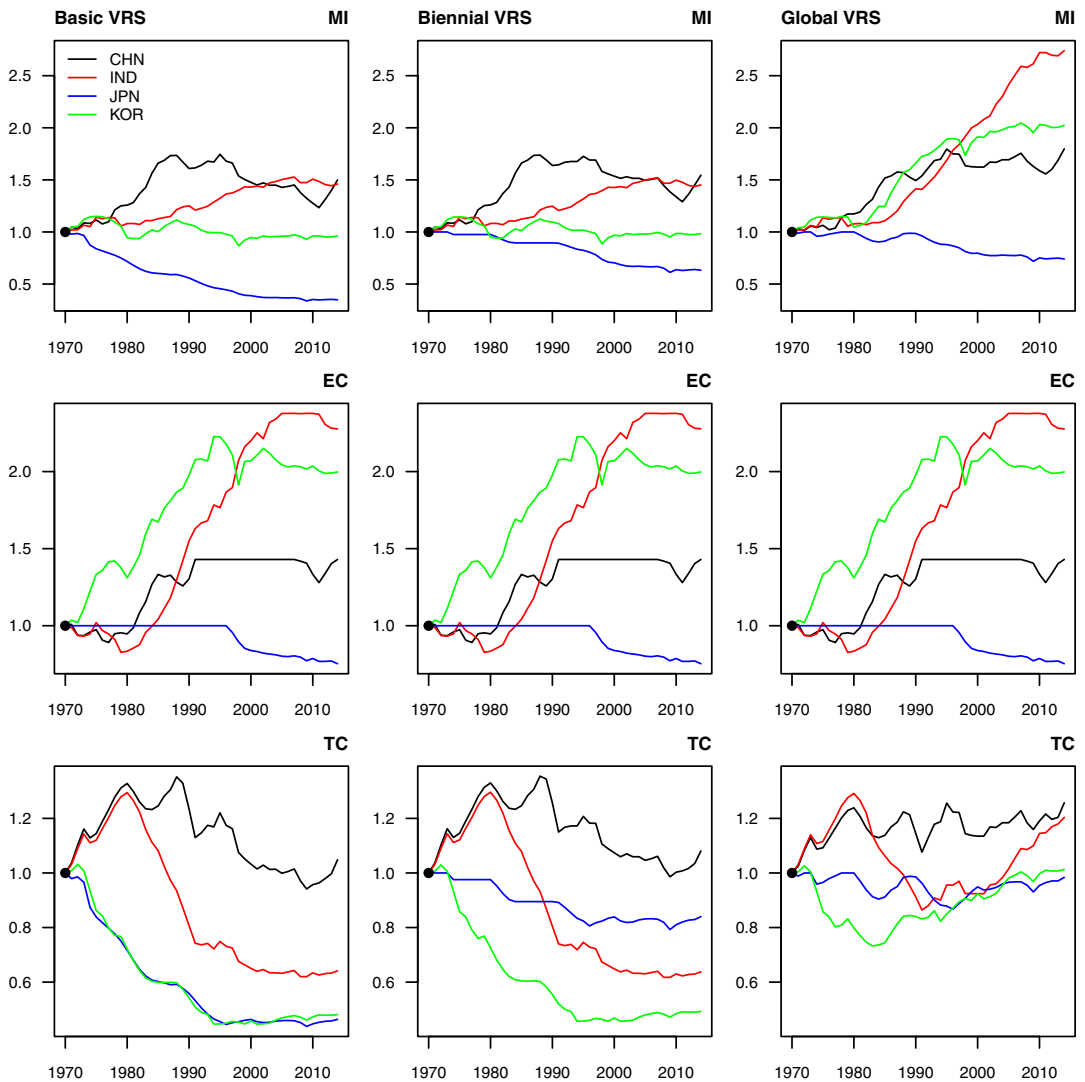 Basic VRS MI Biennial VRS MI Global VRS MI
CHN
IND
JPN
KOR
2.5 2.5 2.5
2.0 2.0 2.0
1.5 1.5 1.5
1.0 1.0 1.0
0.5 0.5 0.5
1970 1980 1990 2000 2010 1970 1980 1990 2000 2010 1970 1980 1990 2000 2010
EC EC EC
2.0 2.0 2.0
1.5 1.5 1.5
1.0 1.0 1.0
1970 1980 1990 2000 2010 1970 1980 1990 2000 2010 1970 1980 1990 2000 2010
TC TC TC
1.2 1.2 1.2
1.0 1.0 1.0
0.8 0.8 0.8
0.6 0.6 0.6
1970 1980 1990 2000 2010 1970 1980 1990 2000 2010 1970 1980 1990 2000 2010